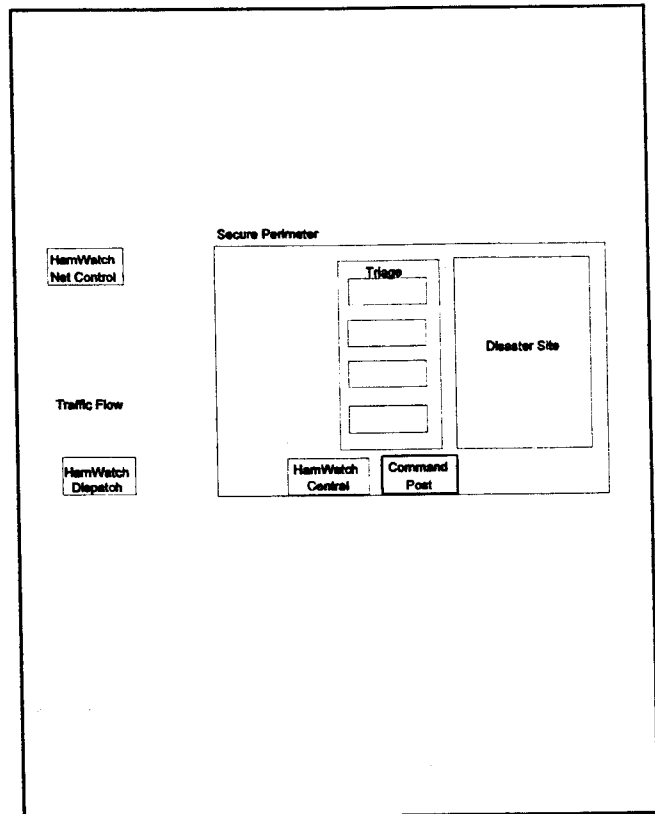 Secure Perimeter
HamWatch
Net Control
Triage
Disaster Site
Traffic Flow
HamWatch
Dispatch
HamWatch
Central
Command
Post